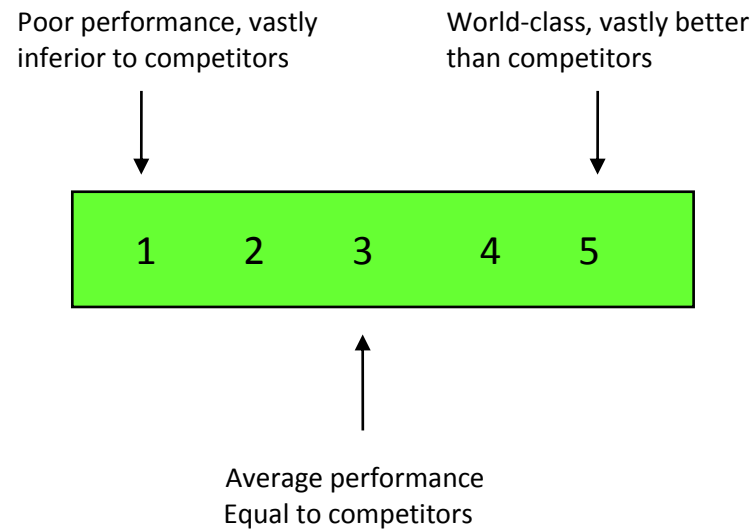 Poor performance, vastly
inferior to competitors
World-class, vastly better
than competitors
1 2 3 4 5
Average performance
Equal to competitors